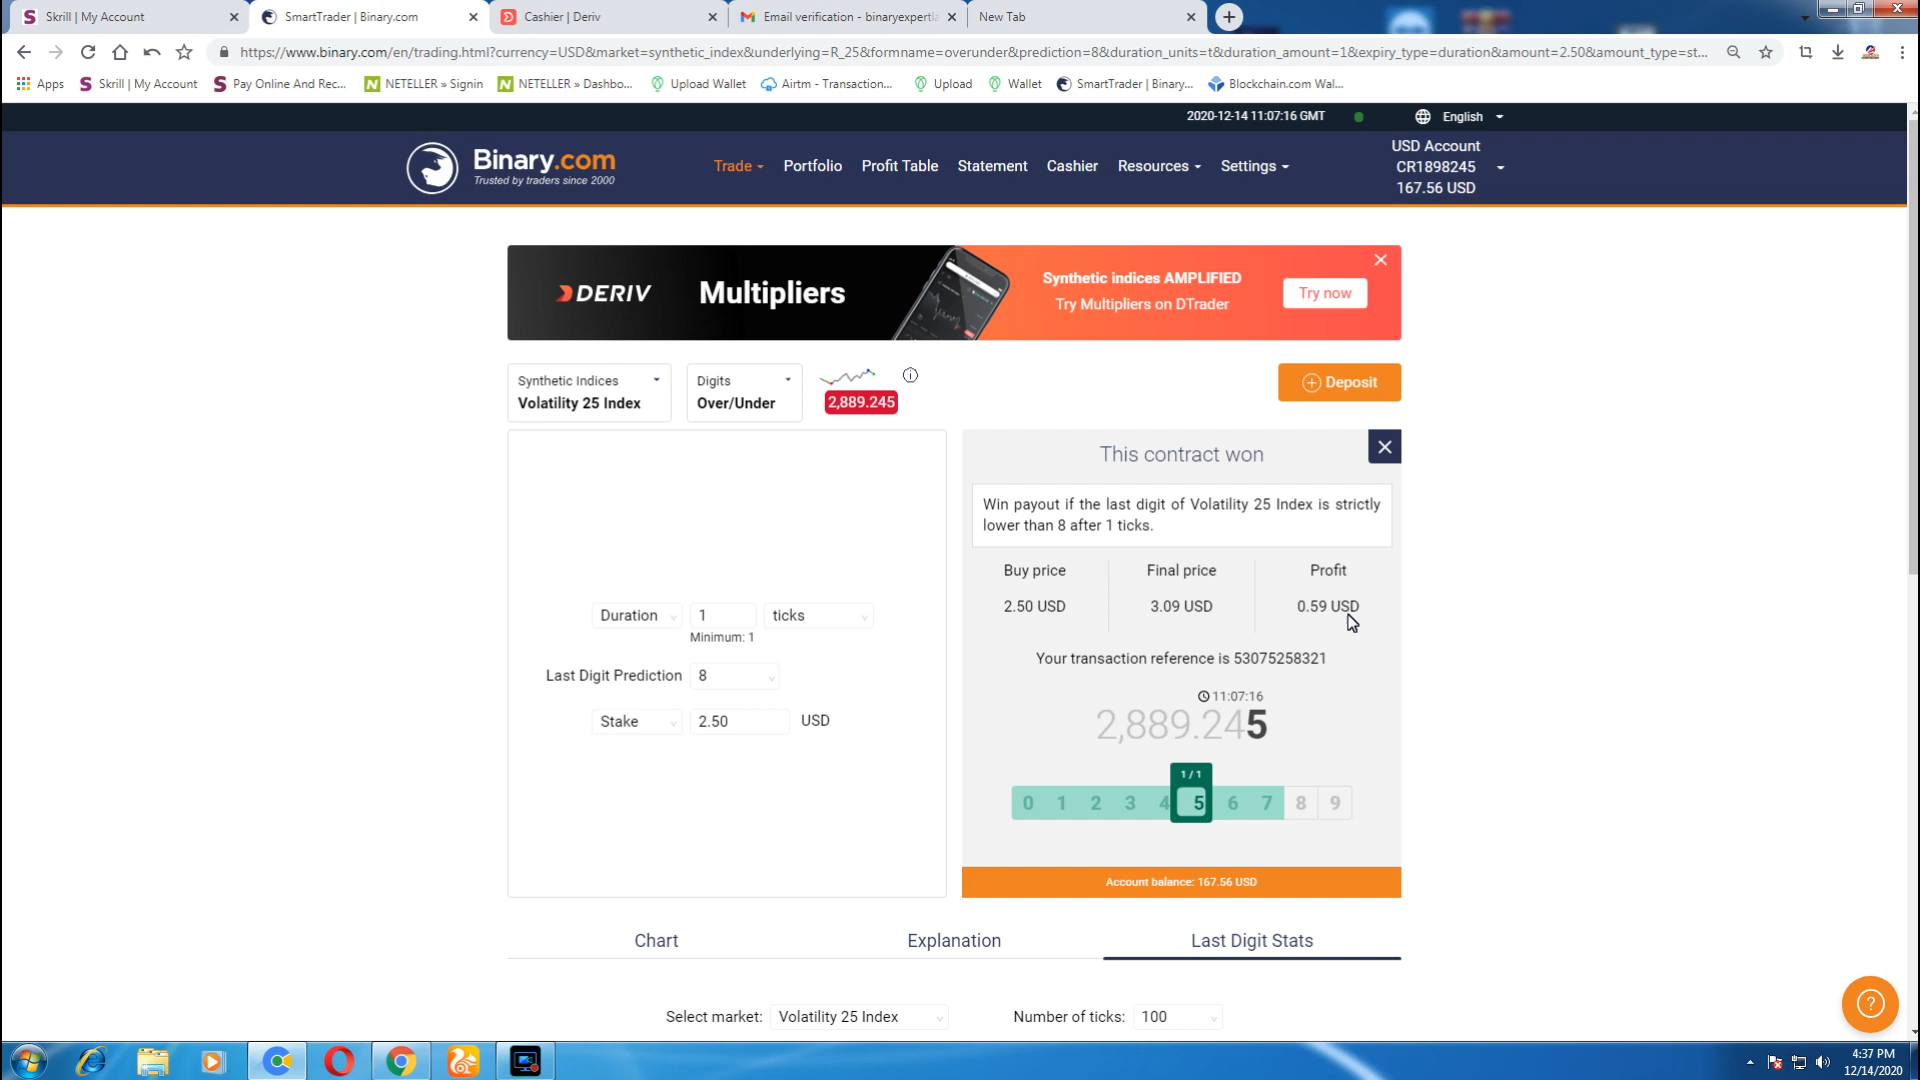 Skrill | My Account
SmartTrader | Binary.com
Cashier | Deriv
Email verification - binaryexpertla
New Tab
https://www.binary.com/en/trading.html?currency=USD&market=synthetic_index&underlying=R_25&formname=overunder&prediction=8&duration_units=t&duration_amount=1&expiry_type=duration&amount=2.50&amount_type=st...
Apps
Skrill | My Account
Pay Online And Rec...
NETELLER » Signin
NETELLER » Dashbo...
Upload Wallet
Airtm - Transaction...
Upload
Wallet
SmartTrader | Binary...
Blockchain.com Wal...
2020-12-14 11:07:16 GMT
English
Binary.com
Trusted by traders since 2000
Trade
Portfolio
Profit Table
Statement
Cashier
Resources
Settings
USD Account
CR1898245
167.56 USD
DERIV
Multipliers
Synthetic indices AMPLIFIED
Try Multipliers on DTrader
Try now
Synthetic Indices
Volatility 25 Index
Digits
Over/Under
2,889.245
Deposit
Duration 1 ticks
Minimum: 1
Last Digit Prediction 8
Stake 2.50 USD
This contract won
Win payout if the last digit of Volatility 25 Index is strictly
lower than 8 after 1 ticks.
Buy price Final price Profit
2.50 USD 3.09 USD 0.59 USD
Your transaction reference is 53075258321
11:07:16
2,889.245
1 / 1
0 1 2 3 4 5 6 7 8 9
Account balance: 167.56 USD
Chart Explanation Last Digit Stats
Select market: Volatility 25 Index Number of ticks: 100
4:37 PM
12/14/2020